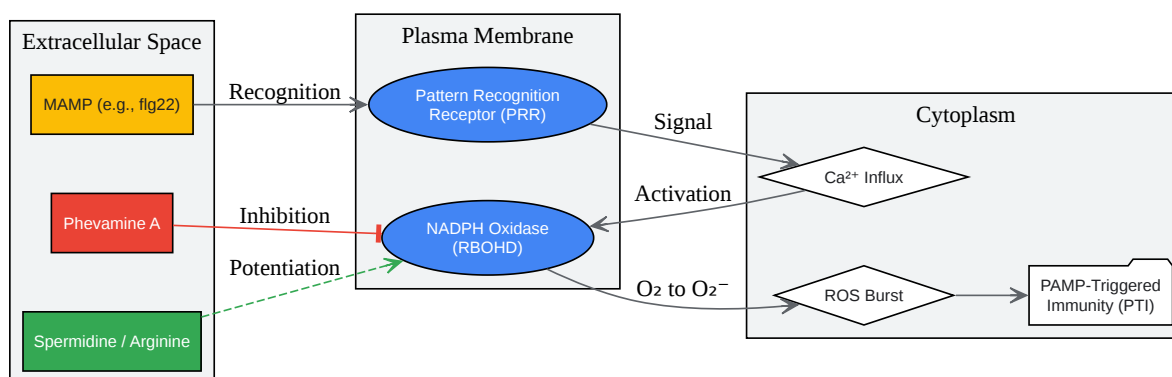 Extracellular Space
MAMP (e.g., flg22)
Phevamine A
Spermidine / Arginine
Recognition
Inhibition
Potentiation
Plasma Membrane
Pattern Recognition
Receptor (PRR)
NADPH Oxidase
(RBOHD)
Signal
Activation
O₂ to O₂⁻
Cytoplasm
Ca²⁺ Influx
ROS Burst
PAMP-Triggered
Immunity (PTI)